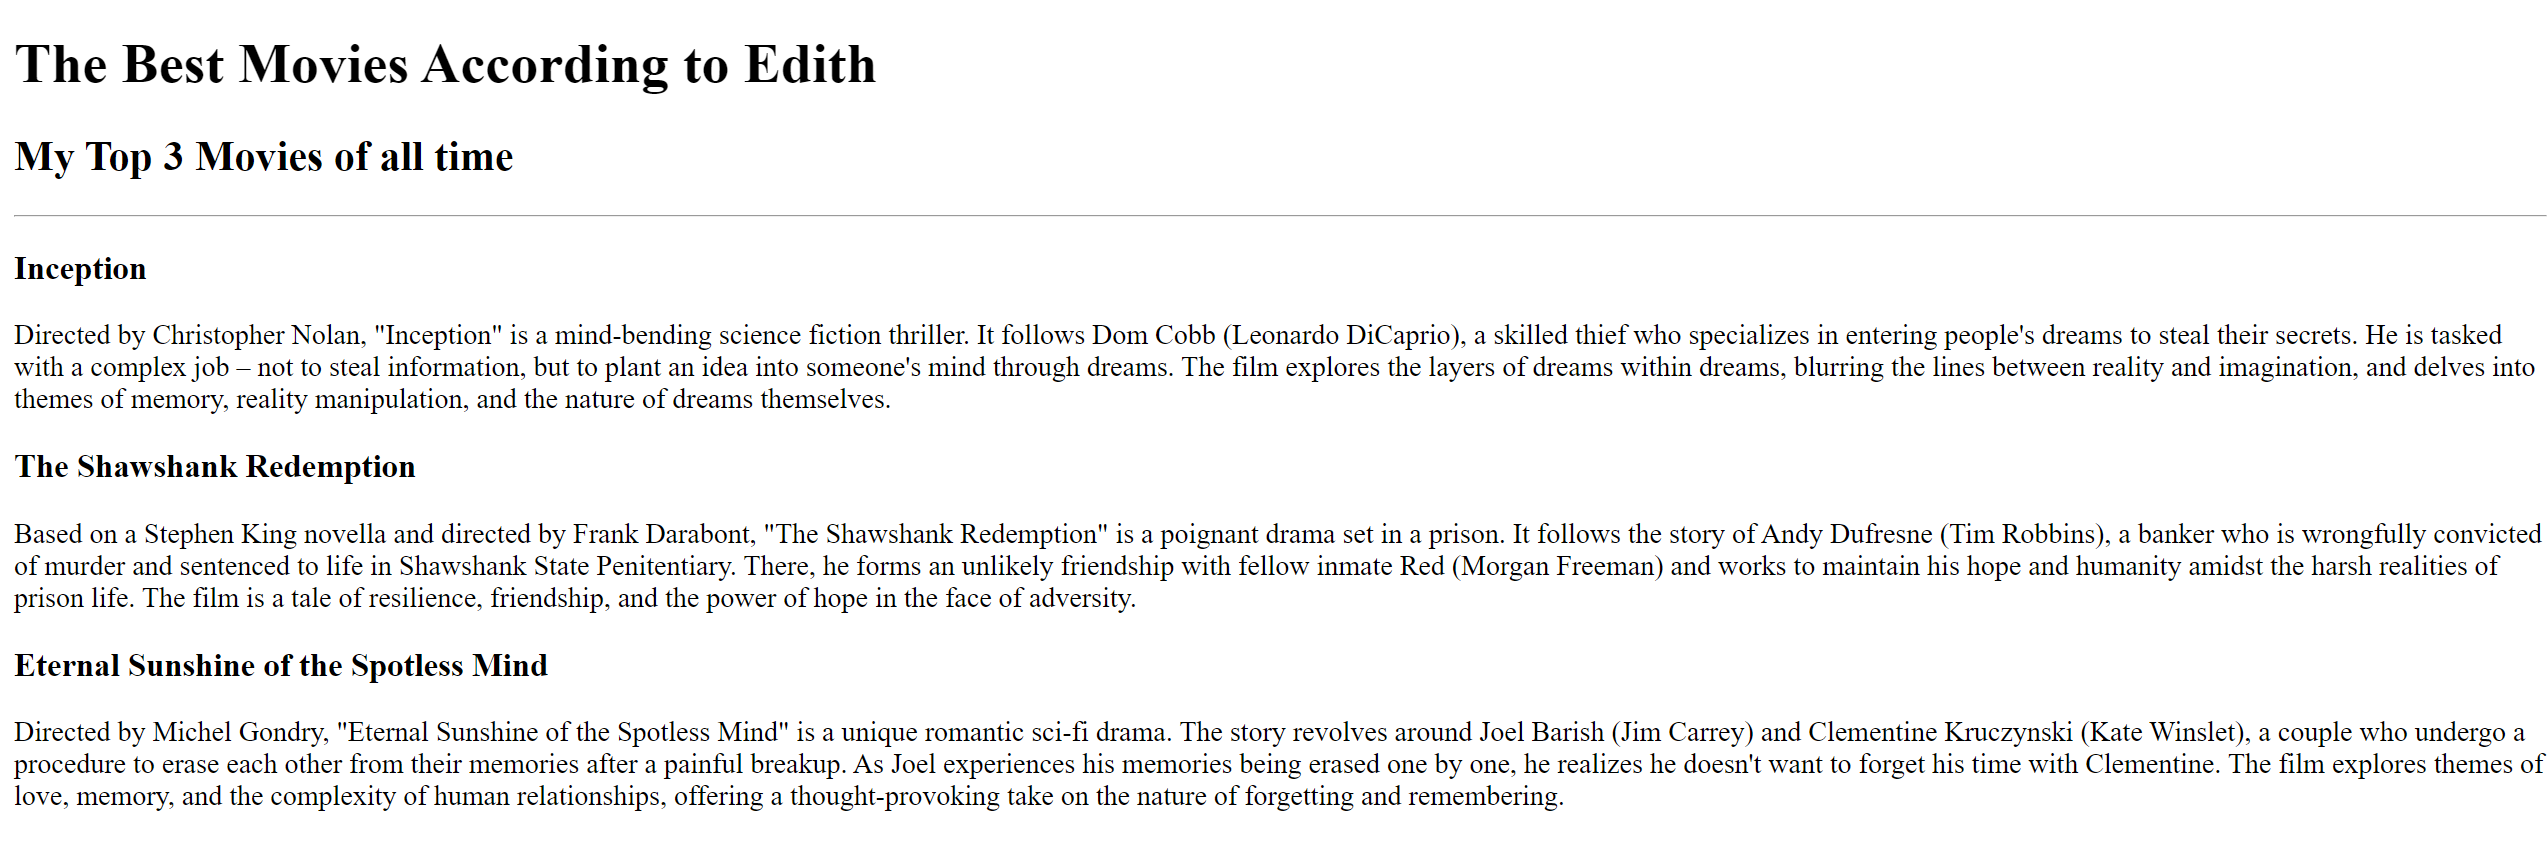 The Best Movies According to Edith
My Top 3 Movies of all time
Inception
Directed by Christopher Nolan, "Inception" is a mind-bending science fiction thriller. It follows Dom Cobb (Leonardo DiCaprio), a skilled thief who specializes in entering people's dreams to steal their secrets. He is tasked
with a complex job – not to steal information, but to plant an idea into someone's mind through dreams. The film explores the layers of dreams within dreams, blurring the lines between reality and imagination, and delves into
themes of memory, reality manipulation, and the nature of dreams themselves.
The Shawshank Redemption
Based on a Stephen King novella and directed by Frank Darabont, "The Shawshank Redemption" is a poignant drama set in a prison. It follows the story of Andy Dufresne (Tim Robbins), a banker who is wrongfully convicted
of murder and sentenced to life in Shawshank State Penitentiary. There, he forms an unlikely friendship with fellow inmate Red (Morgan Freeman) and works to maintain his hope and humanity amidst the harsh realities of
prison life. The film is a tale of resilience, friendship, and the power of hope in the face of adversity.
Eternal Sunshine of the Spotless Mind
Directed by Michel Gondry, "Eternal Sunshine of the Spotless Mind" is a unique romantic sci-fi drama. The story revolves around Joel Barish (Jim Carrey) and Clementine Kruczynski (Kate Winslet), a couple who undergo a
procedure to erase each other from their memories after a painful breakup. As Joel experiences his memories being erased one by one, he realizes he doesn't want to forget his time with Clementine. The film explores themes of
love, memory, and the complexity of human relationships, offering a thought-provoking take on the nature of forgetting and remembering.